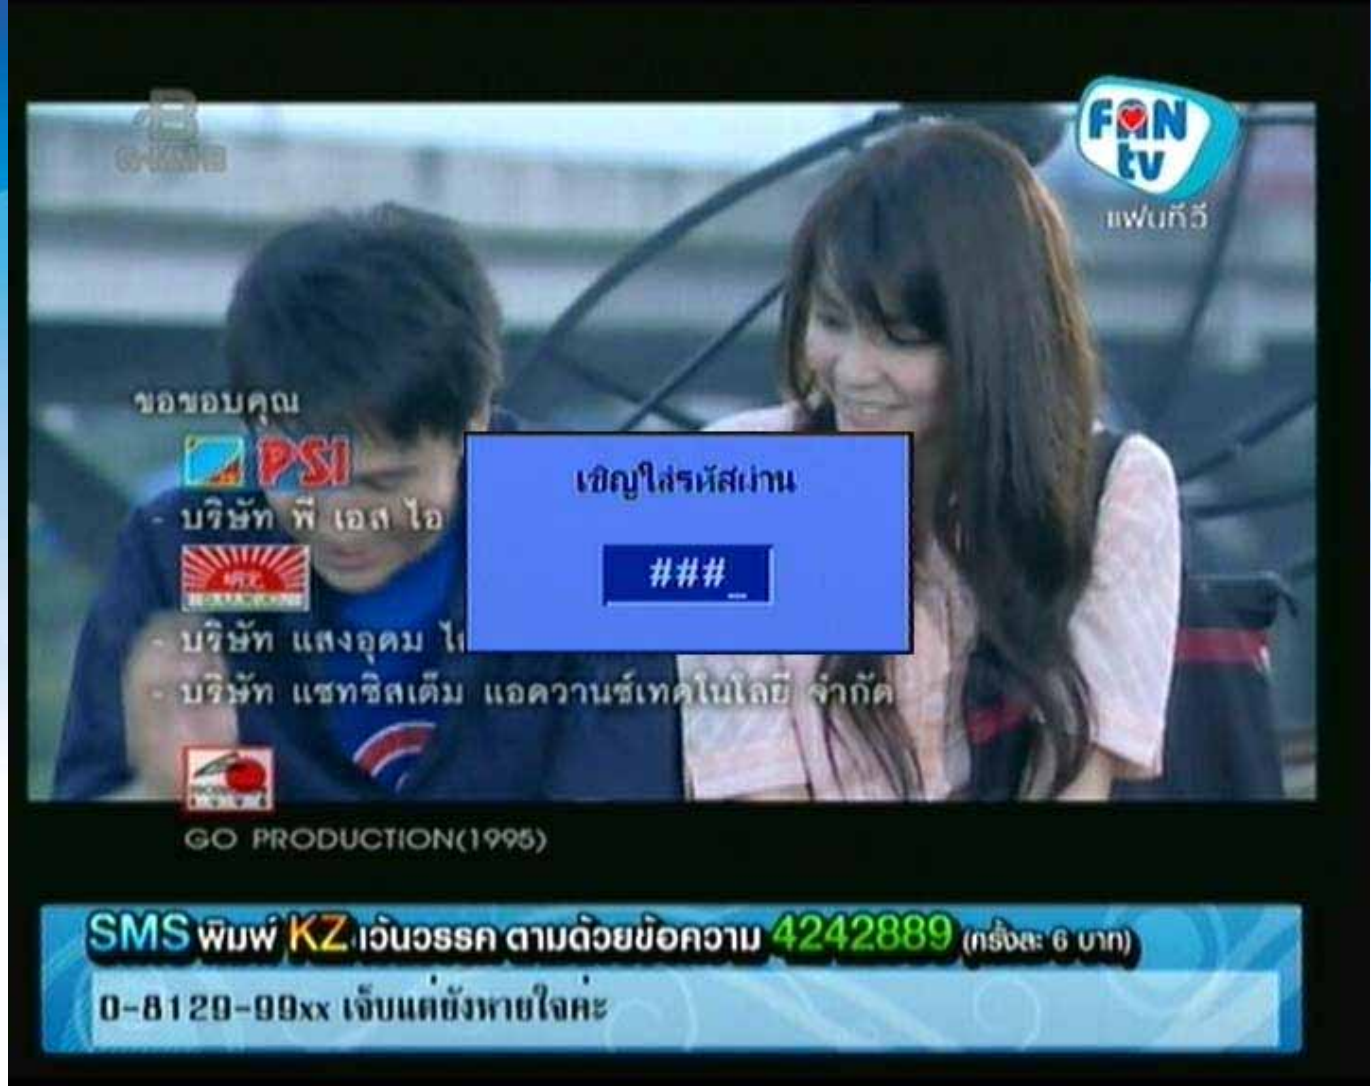 FAN
tv
แฟนทีวี
ขอขอบคุณ
PSI
- บริษัท พี เอส ไอ
เชิญใส่รหัสผ่าน
###_
- บริษัท แสงอุดม
- บริษัท แซทซิสเต็ม แอดวานซ์เทคโนโลยี จำกัด
GO PRODUCTION(1995)
SMS พิมพ์ KZ เว้นวรรค ตามด้วยข้อความ 4242889 (ครั้งละ 6 บาท)
0-8129-99xx เจ็บแต่ยังหายใจค่ะ